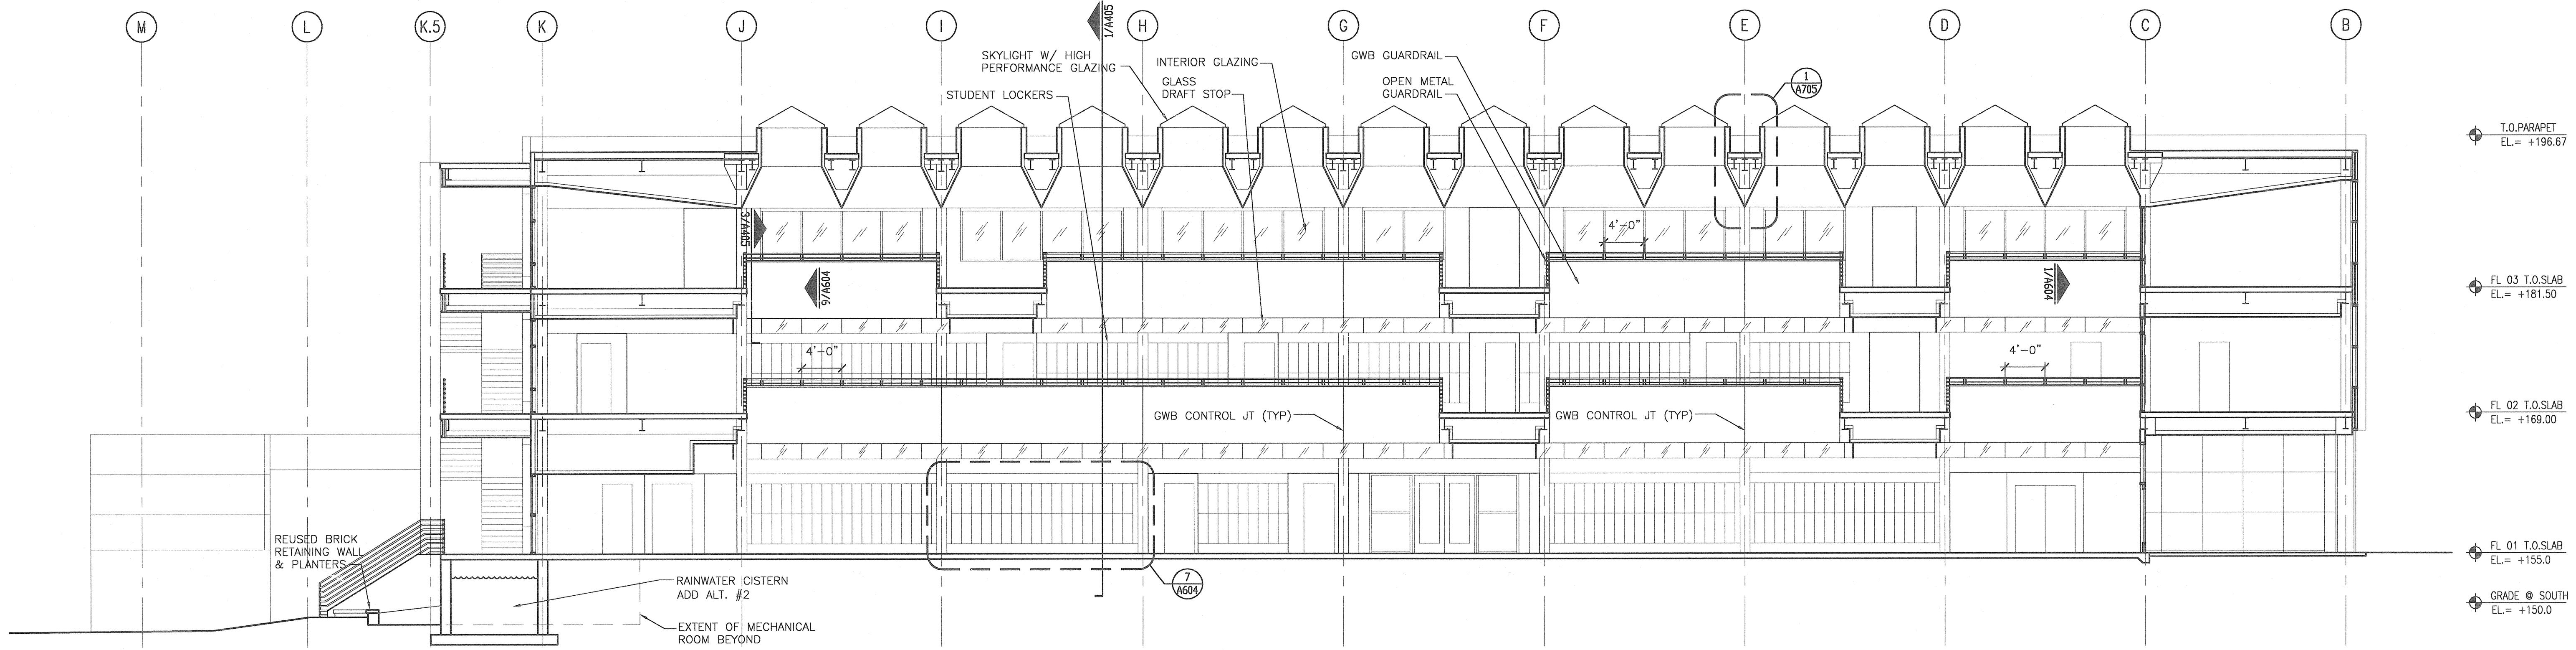 M
L
K.5
K
J
I
H
G
F
E
D
C
B
1/A405
SKYLIGHT W/ HIGH
PERFORMANCE GLAZING
INTERIOR GLAZING
GLASS
DRAFT STOP
STUDENT LOCKERS
GWB GUARDRAIL
OPEN METAL
GUARDRAIL
1
A705
T.O.PARAPET
EL.= +196.67
3/A405
4'-0"
9/A604
1/A604
FL 03 T.O.SLAB
EL.= +181.50
4'-0"
4'-0"
GWB CONTROL JT (TYP)
GWB CONTROL JT (TYP)
FL 02 T.O.SLAB
EL.= +169.00
REUSED BRICK
RETAINING WALL
& PLANTERS
FL 01 T.O.SLAB
EL.= +155.0
RAINWATER CISTERN
ADD ALT. #2
7
A604
GRADE @ SOUTH
EL.= +150.0
EXTENT OF MECHANICAL
ROOM BEYOND